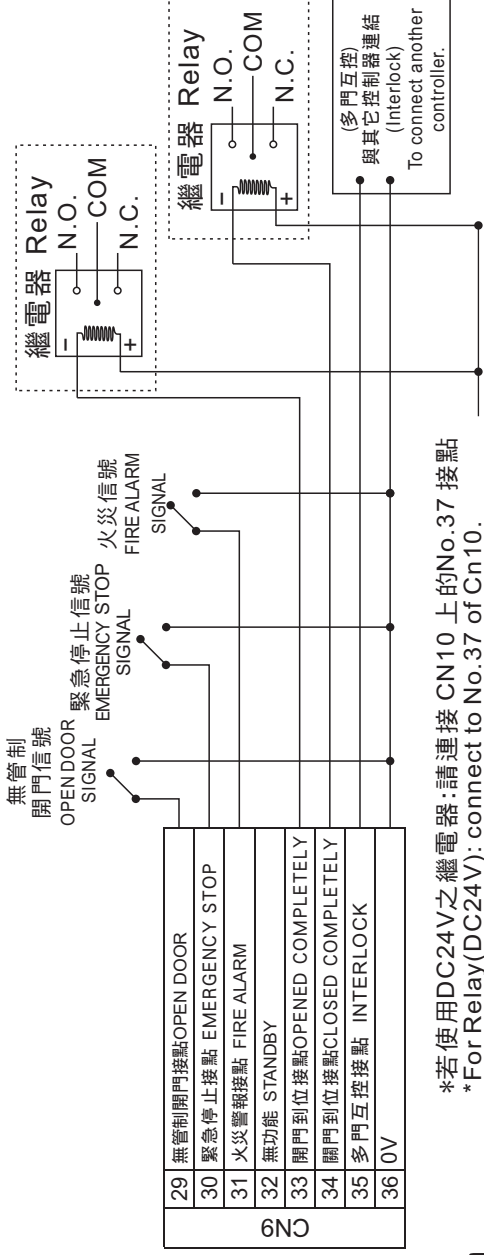 CN9
29 無管制開門接點OPEN DOOR
30 緊急停止接點 EMERGENCY STOP
31 火災警報接點 FIRE ALARM
32 無功能 STANDBY
33 開門到位接點OPENED COMPLETELY
34 關門到位接點CLOSED COMPLETELY
35 多門互控接點 INTERLOCK
36 0V
無管制
開門信號
OPEN DOOR
SIGNAL
緊急停止信號
EMERGENCY STOP
SIGNAL
火災信號
FIRE ALARM
SIGNAL
繼電器 Relay
N.O.
COM
N.C.
−
+
繼電器 Relay
N.O.
COM
N.C.
−
+
(多門互控)
與其它控制器連結
(Interlock)
To connect another
controller.
*若使用DC24V之繼電器:請連接 CN10 上的No.37 接點
*For Relay(DC24V): connect to No.37 of Cn10.